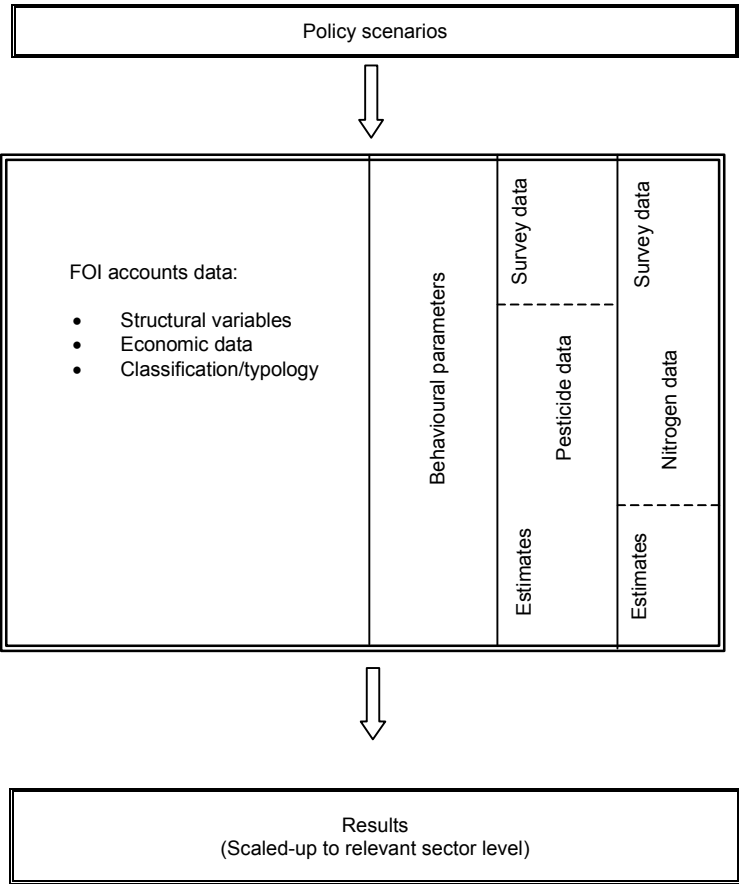 Policy scenarios
FOI accounts data:
• Structural variables
• Economic data
• Classification/typology
Behavioural parameters
Survey data
Pesticide data
Estimates
Survey data
Nitrogen data
Estimates
Results
(Scaled-up to relevant sector level)